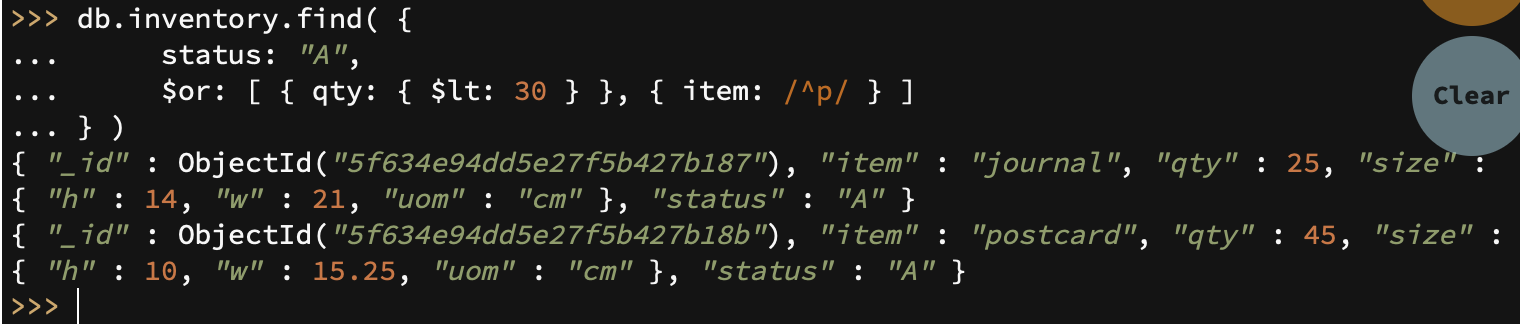 >>> db.inventory.find( {
...      status: "A",
...      $or: [ { qty: { $lt: 30 } }, { item: /^p/ } ]
... } )
Clear
{ "_id" : ObjectId("5f634e94dd5e27f5b427b187"), "item" : "journal", "qty" : 25, "size" :
{ "h" : 14, "w" : 21, "uom" : "cm" }, "status" : "A" }
{ "_id" : ObjectId("5f634e94dd5e27f5b427b18b"), "item" : "postcard", "qty" : 45, "size" :
{ "h" : 10, "w" : 15.25, "uom" : "cm" }, "status" : "A" }
>>>